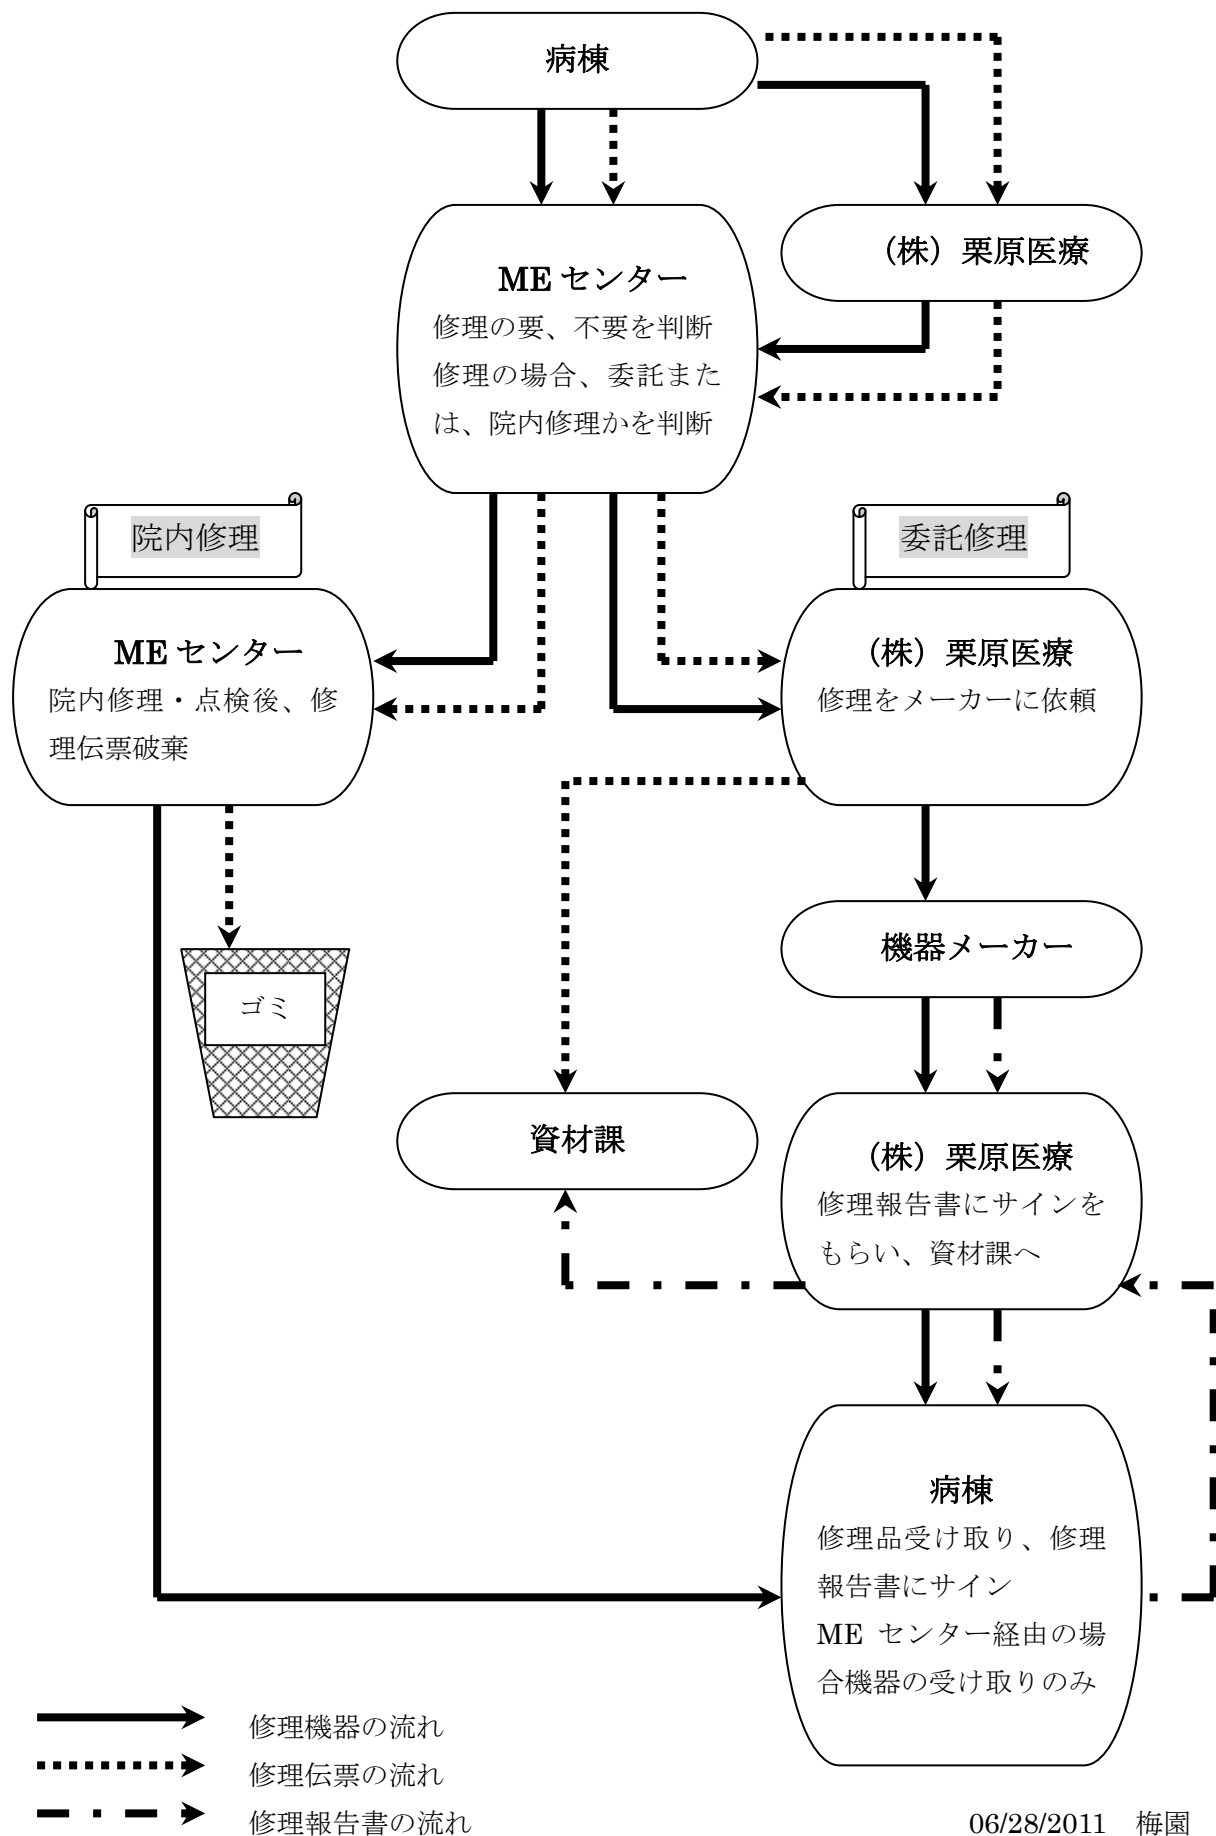 病棟
（株）栗原医療
ME センター
修理の要、不要を判断
修理の場合、委託また
は、院内修理かを判断
院内修理
委託修理
ME センター
院内修理・点検後、修
理伝票破棄
（株）栗原医療
修理をメーカーに依頼
機器メーカー
ゴミ
資材課
（株）栗原医療
修理報告書にサインを
もらい、資材課へ
病棟
修理品受け取り、修理
報告書にサイン
ME センター経由の場
合機器の受け取りのみ
修理機器の流れ
修理伝票の流れ
修理報告書の流れ
06/28/2011　梅園